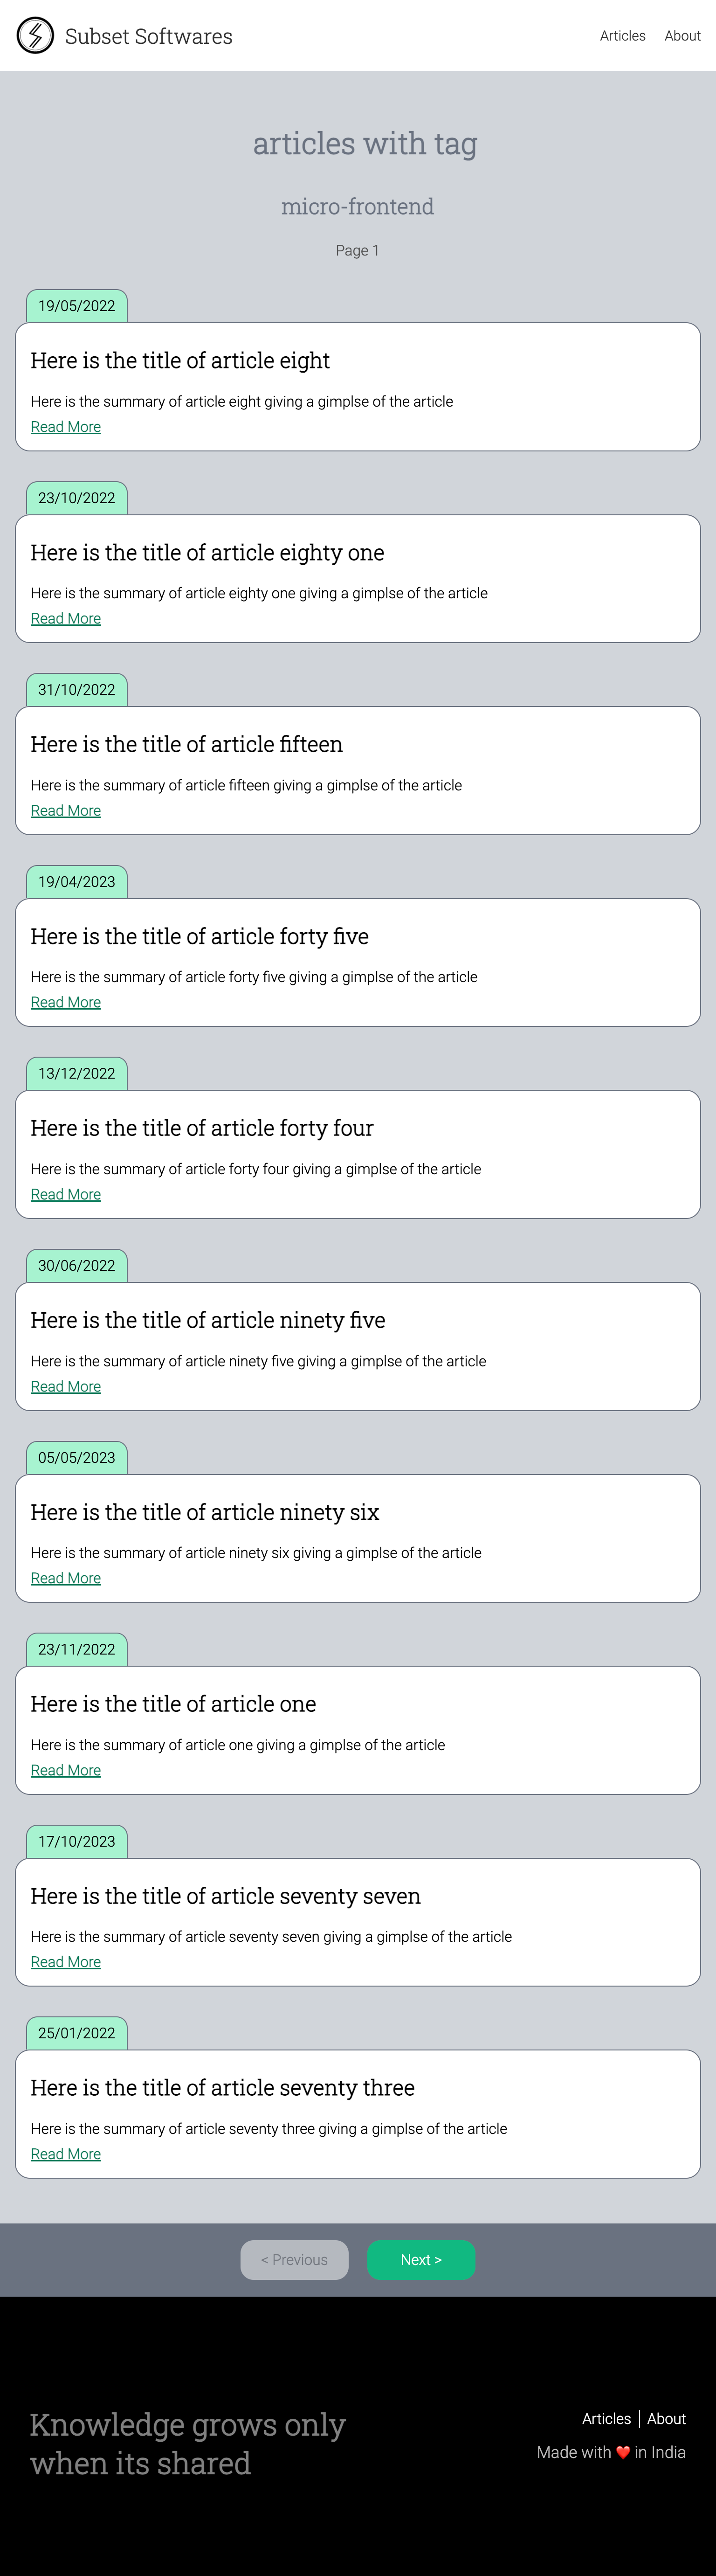 Subset Softwares
Articles
About
articles with tag
micro-frontend
Page 1
19/05/2022
Here is the title of article eight
Here is the summary of article eight giving a gimplse of the article
Read More
23/10/2022
Here is the title of article eighty one
Here is the summary of article eighty one giving a gimplse of the article
Read More
31/10/2022
Here is the title of article fifteen
Here is the summary of article fifteen giving a gimplse of the article
Read More
19/04/2023
Here is the title of article forty five
Here is the summary of article forty five giving a gimplse of the article
Read More
13/12/2022
Here is the title of article forty four
Here is the summary of article forty four giving a gimplse of the article
Read More
30/06/2022
Here is the title of article ninety five
Here is the summary of article ninety five giving a gimplse of the article
Read More
05/05/2023
Here is the title of article ninety six
Here is the summary of article ninety six giving a gimplse of the article
Read More
23/11/2022
Here is the title of article one
Here is the summary of article one giving a gimplse of the article
Read More
17/10/2023
Here is the title of article seventy seven
Here is the summary of article seventy seven giving a gimplse of the article
Read More
25/01/2022
Here is the title of article seventy three
Here is the summary of article seventy three giving a gimplse of the article
Read More
< Previous
Next >
Knowledge grows only
when its shared
Articles | About
Made with ❤️ in India